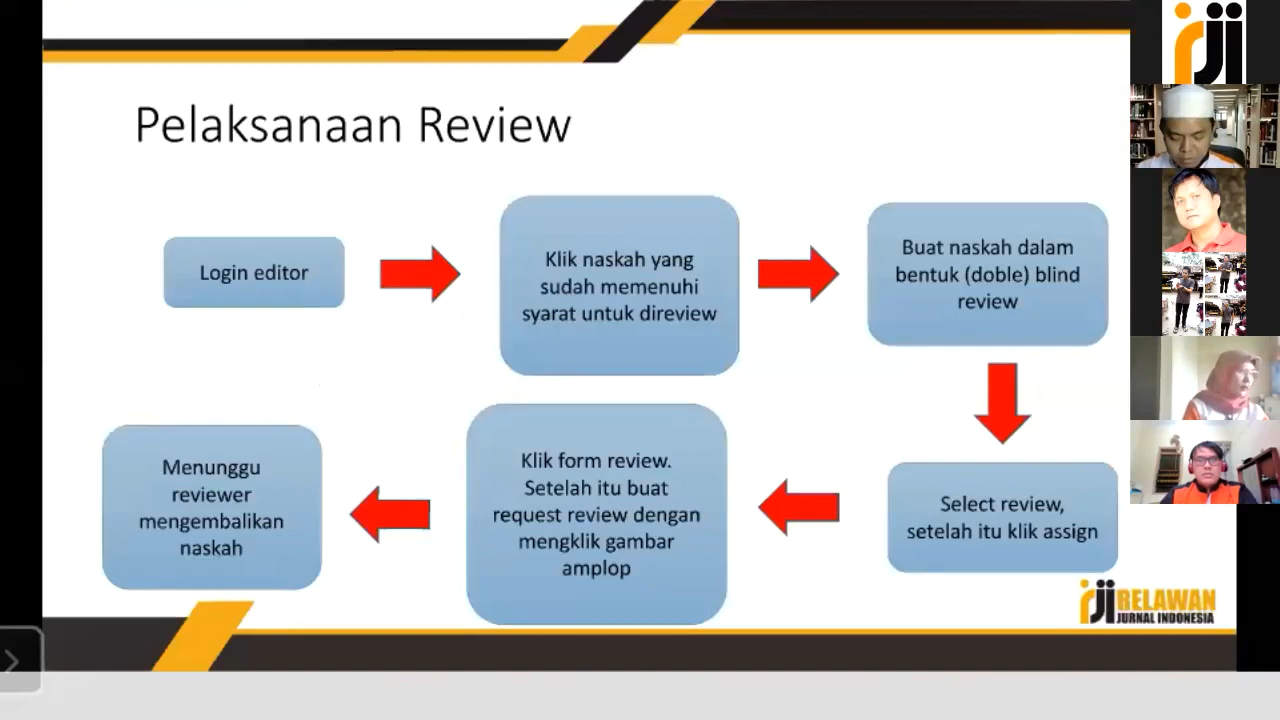 Pelaksanaan Review
Login editor
Klik naskah yang
sudah memenuhi
syarat untuk direview
Buat naskah dalam
bentuk (doble) blind
review
Select review,
setelah itu klik assign
Klik form review.
Setelah itu buat
request review dengan
mengklik gambar
amplop
Menunggu
reviewer
mengembalikan
naskah
rji RELAWAN
JURNAL INDONESIA
rji